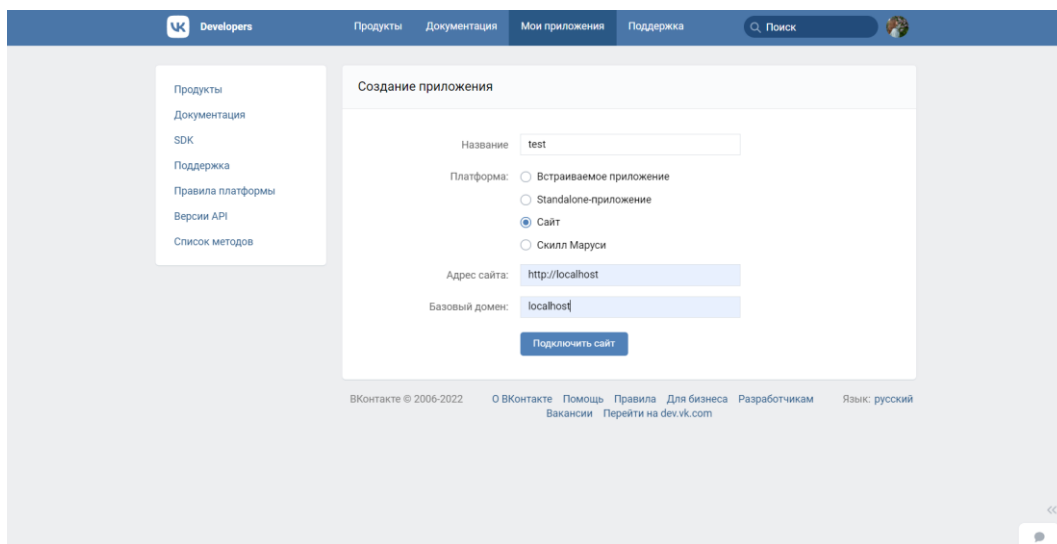 VK Developers Продукты Документация Мои приложения Поддержка Поиск
Продукты
Документация
SDK
Поддержка
Правила платформы
Версии API
Список методов
Создание приложения
Название test
Платформа: Встраиваемое приложение
Standalone-приложение
Сайт
Скилл Маруси
Адрес сайта: http://localhost
Базовый домен: localhost
Подключить сайт
ВКонтакте © 2006-2022 О ВКонтакте Помощь Правила Для бизнеса Разработчикам Язык: русский
Вакансии Перейти на dev.vk.com